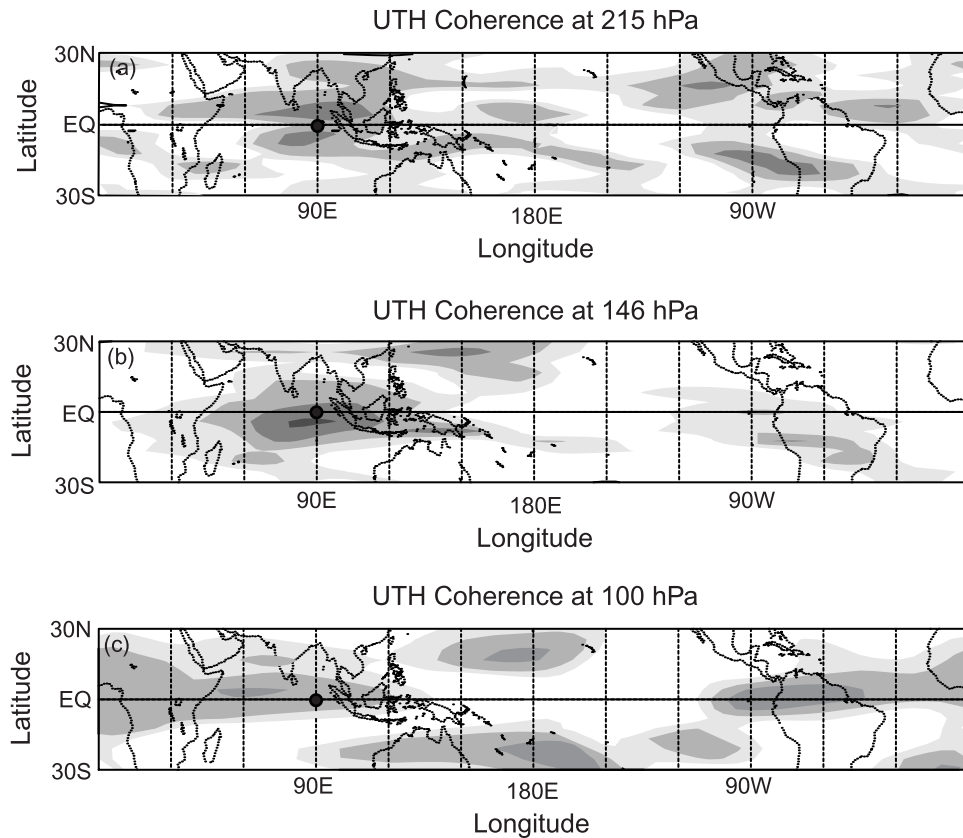 UTH Coherence at 215 hPa
30N
(a)
EQ
30S
Latitude
90E
180E
90W
Longitude
UTH Coherence at 146 hPa
30N
(b)
EQ
30S
Latitude
90E
180E
90W
Longitude
UTH Coherence at 100 hPa
30N
(c)
EQ
30S
Latitude
90E
180E
90W
Longitude